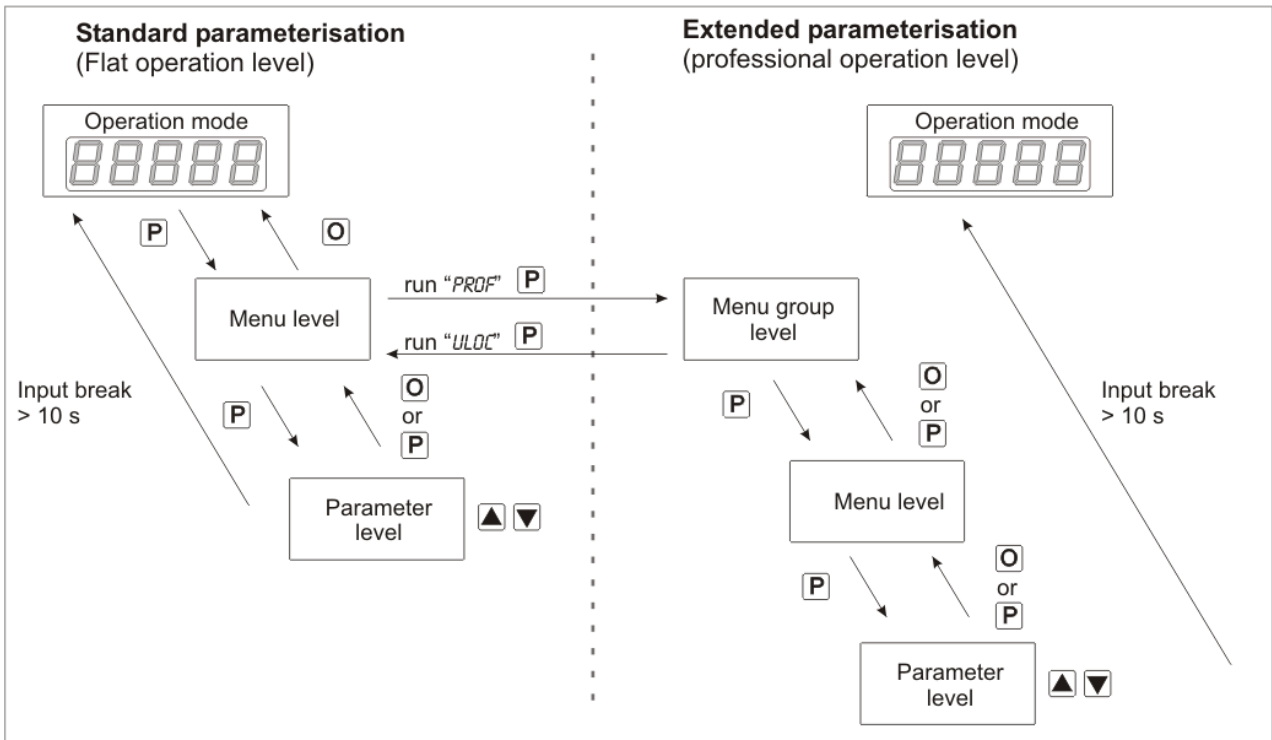 Standard parameterisation
(Flat operation level)
Operation mode
88888
P
O
Menu level
run “PROF” P
run “ULOC” P
Input break
> 10 s
P
O
or
P
Parameter
level
▲ ▼
Extended parameterisation
(professional operation level)
Operation mode
88888
Menu group
level
P
O
or
P
Input break
> 10 s
Menu level
P
O
or
P
Parameter
level
▲ ▼